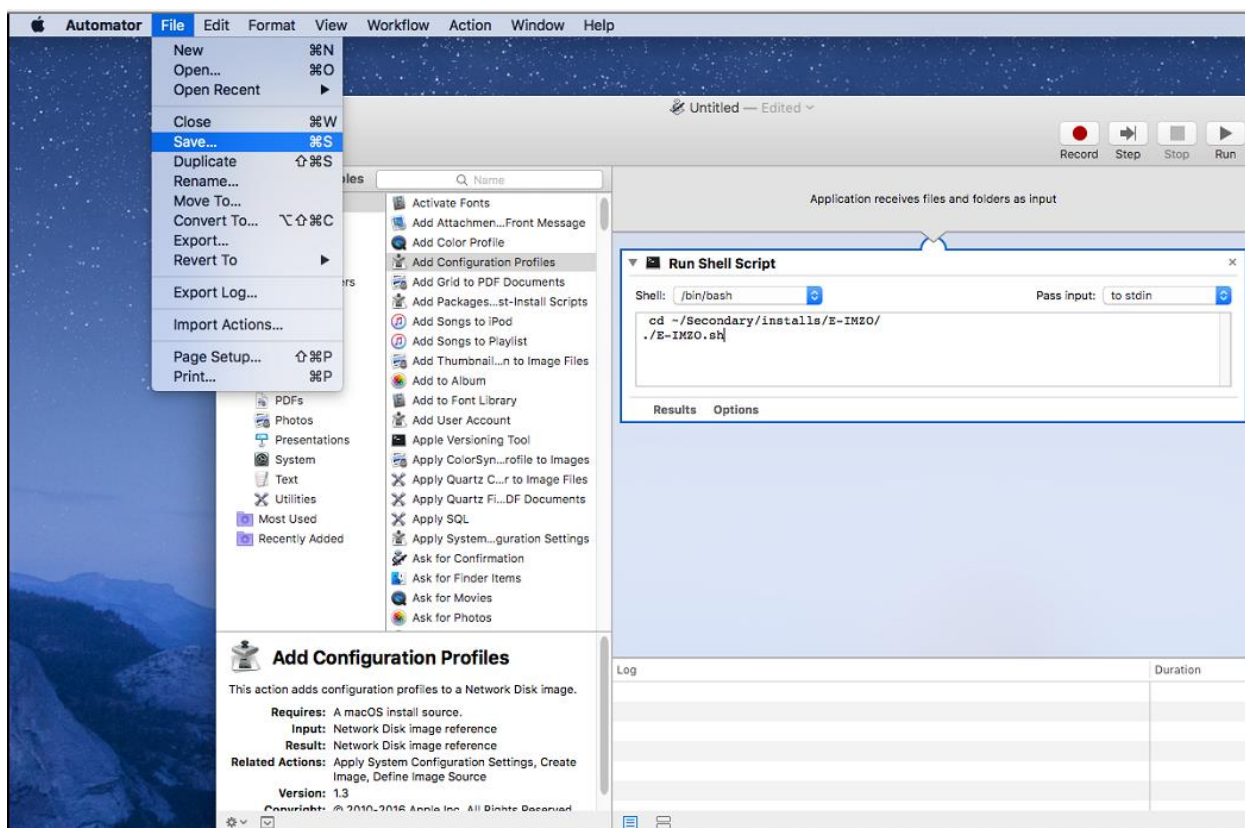 Automator File Edit Format View Workflow Action Window Help
New ⌘N
Open... ⌘O
Open Recent ▶
Close ⌘W
Save... ⌘S
Duplicate ⇧⌘S
Rename...
Move To...
Convert To... ⌥⇧⌘C
Export...
Revert To ▶
Export Log...
Import Actions...
Page Setup... ⇧⌘P
Print... ⌘P
Untitled — Edited
Record Step Stop Run
Name
PDFs
Photos
Presentations
System
Text
Utilities
Most Used
Recently Added
Activate Fonts
Add Attachmen...Front Message
Add Color Profile
Add Configuration Profiles
Add Grid to PDF Documents
Add Packages...st-Install Scripts
Add Songs to iPod
Add Songs to Playlist
Add Thumbnail...n to Image Files
Add to Album
Add to Font Library
Add User Account
Apple Versioning Tool
Apply ColorSyn...rofile to Images
Apply Quartz C...r to Image Files
Apply Quartz Fi...DF Documents
Apply SQL
Apply System...guration Settings
Ask for Confirmation
Ask for Finder Items
Ask for Movies
Ask for Photos
Application receives files and folders as input
Run Shell Script
Shell: /bin/bash Pass input: to stdin
cd ~/Secondary/installs/E-IMZO/
./E-IMZO.sh
Results Options
Add Configuration Profiles
This action adds configuration profiles to a Network Disk image.
Requires: A macOS install source.
Input: Network Disk image reference
Result: Network Disk image reference
Related Actions: Apply System Configuration Settings, Create
Image, Define Image Source
Version: 1.3
Copyright: © 2010-2016 Apple Inc. All Rights Reserved
Log Duration